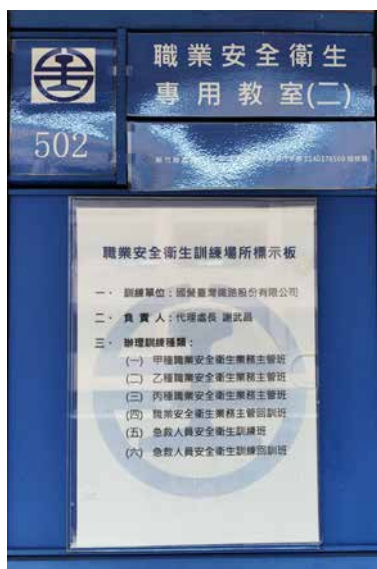 502
職業安全衛生
專用教室(二)
職業安全衛生訓練場所標示板
一、訓練單位：國營臺灣鐵路股份有限公司
二、負責人：代理處長 謝武昌
三、辦理訓練種類：
(一) 甲種職業安全衛生業務主管班
(二) 乙種職業安全衛生業務主管班
(三) 丙種職業安全衛生業務主管班
(四) 職業安全衛生業務主管回訓班
(五) 急救人員安全衛生訓練班
(六) 急救人員安全衛生訓練回訓班